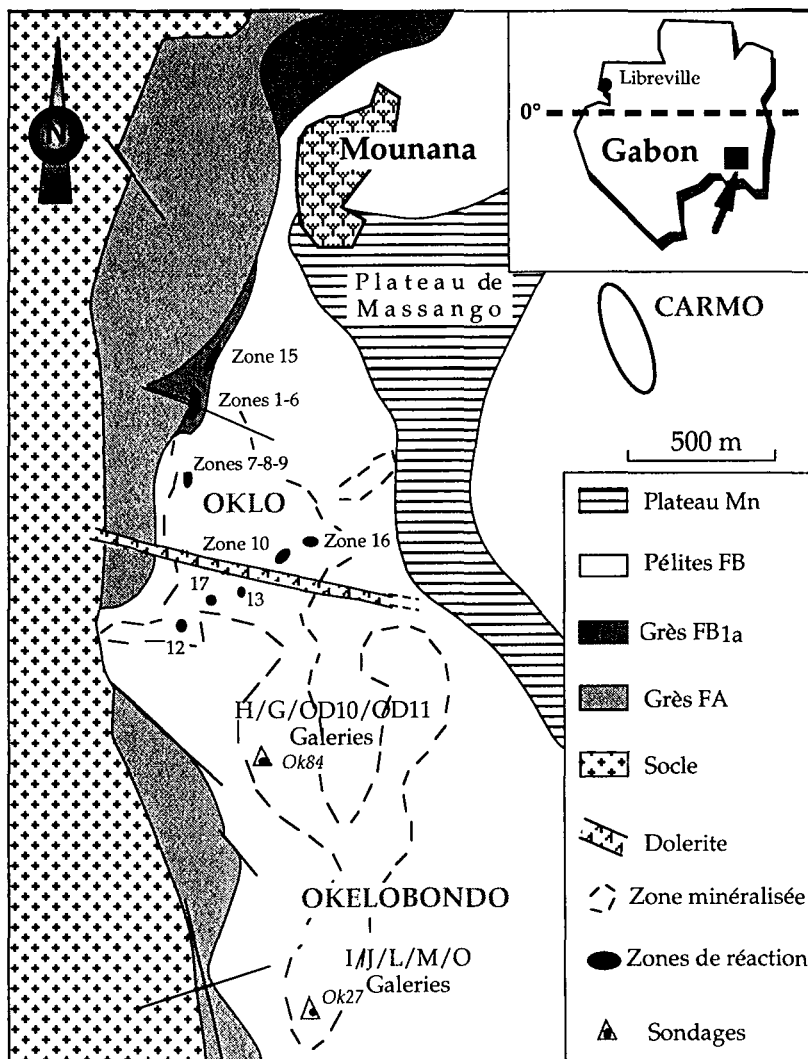 N
Mounana
Libreville
0°
Gabon
Plateau de
Massango
CARMO
Zone 15
Zones 1-6
500 m
Zones 7-8-9
OKLO
Zone 10
Zone 16
17
13
12
H/G/OD10/OD11
Galeries
Ok84
OKELOBONDO
I/J/L/M/O
Galeries
Ok27
Plateau Mn
Pélites FB
Grès FB1a
Grès FA
Socle
Dolerite
Zone minéralisée
Zones de réaction
Sondages